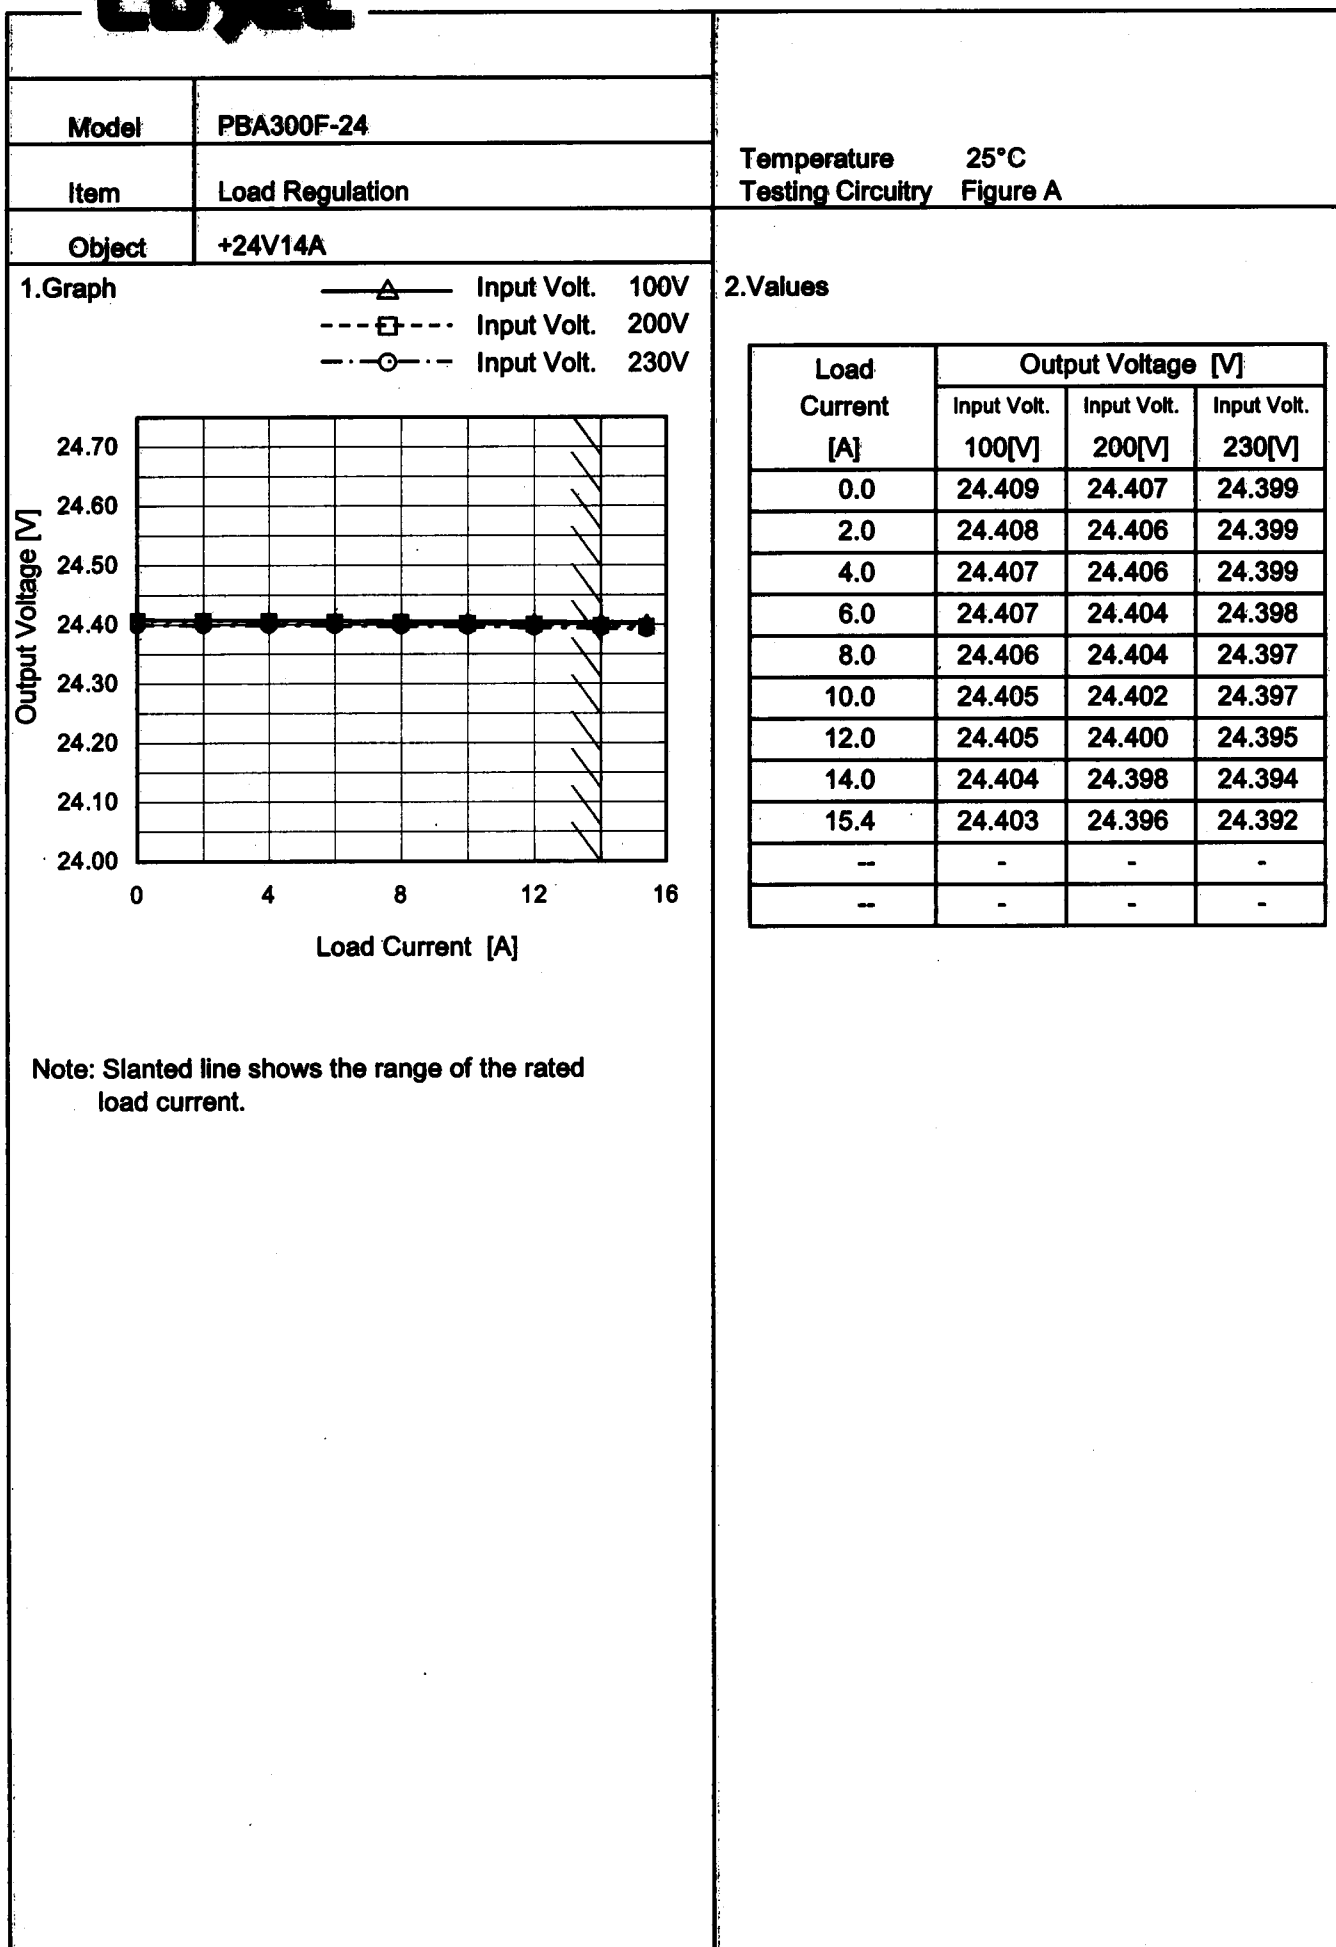 Model PBA300F-24
Item Load Regulation
Object +24V14A
Temperature 25°C
Testing Circuitry Figure A
1.Graph
Input Volt. 100V
Input Volt. 200V
Input Volt. 230V
Output Voltage [V]
24.70
24.60
24.50
24.40
24.30
24.20
24.10
24.00
0 4 8 12 16
Load Current [A]
Note: Slanted line shows the range of the rated
load current.
2.Values
Load Current [A] Output Voltage [V]
Input Volt. Input Volt. Input Volt.
100[V] 200[V] 230[V]
0.0 24.409 24.407 24.399
2.0 24.408 24.406 24.399
4.0 24.407 24.406 24.399
6.0 24.407 24.404 24.398
8.0 24.406 24.404 24.397
10.0 24.405 24.402 24.397
12.0 24.405 24.400 24.395
14.0 24.404 24.398 24.394
15.4 24.403 24.396 24.392
-- - - -
-- - - -